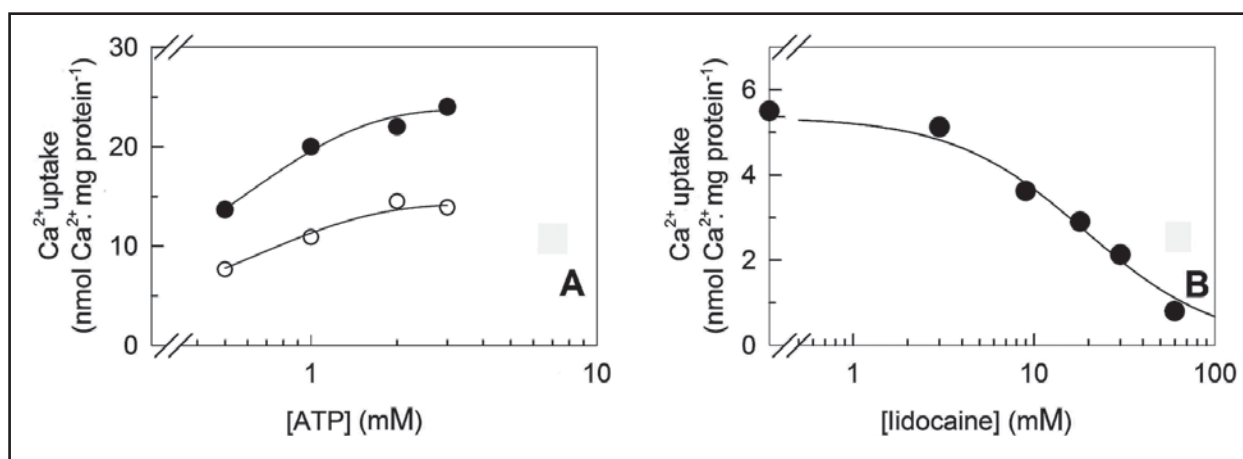 Ca²⁺ uptake
(nmol Ca²⁺. mg protein⁻¹)
30
20
10
0
1
10
[ATP] (mM)
A
Ca²⁺ uptake
(nmol Ca²⁺. mg protein⁻¹)
6
4
2
0
1
10
100
[lidocaine] (mM)
B